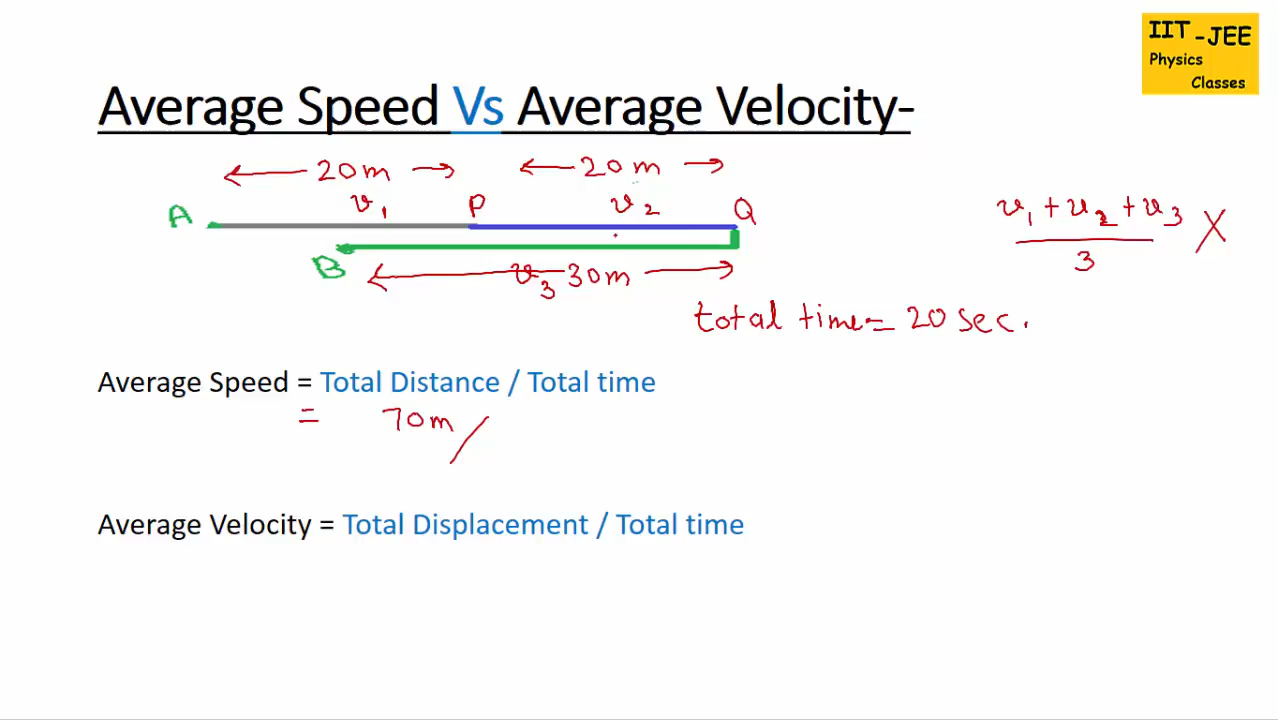 IIT -JEE
Physics
Classes
Average Speed Vs Average Velocity-
20m 20m
A v₁ P v₂ Q
B v₃ 30m
v₁ + v₂ + v₃ X
3
total time = 20 sec.
Average Speed = Total Distance / Total time
= 70m /
Average Velocity = Total Displacement / Total time